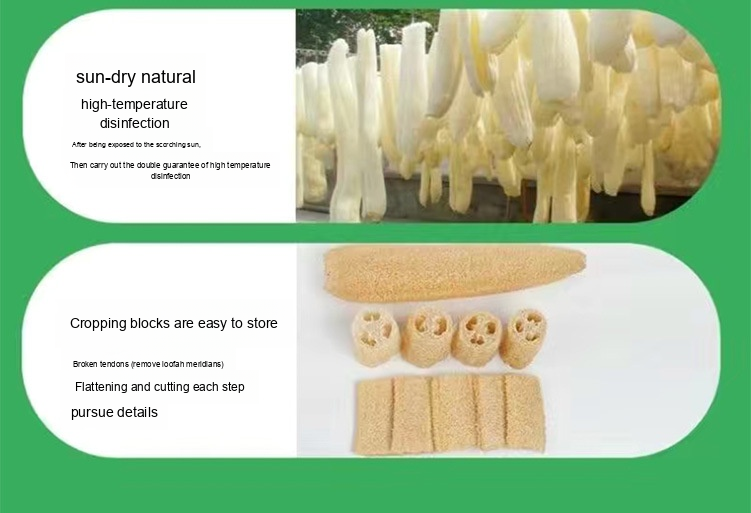 sun-dry natural
high-temperature
disinfection
After being exposed to the scorching sun,
Then carry out the double guarantee of high temperature
disinfection
Cropping blocks are easy to store
Broken tendons (remove loofah meridians)
Flattening and cutting each step
pursue details